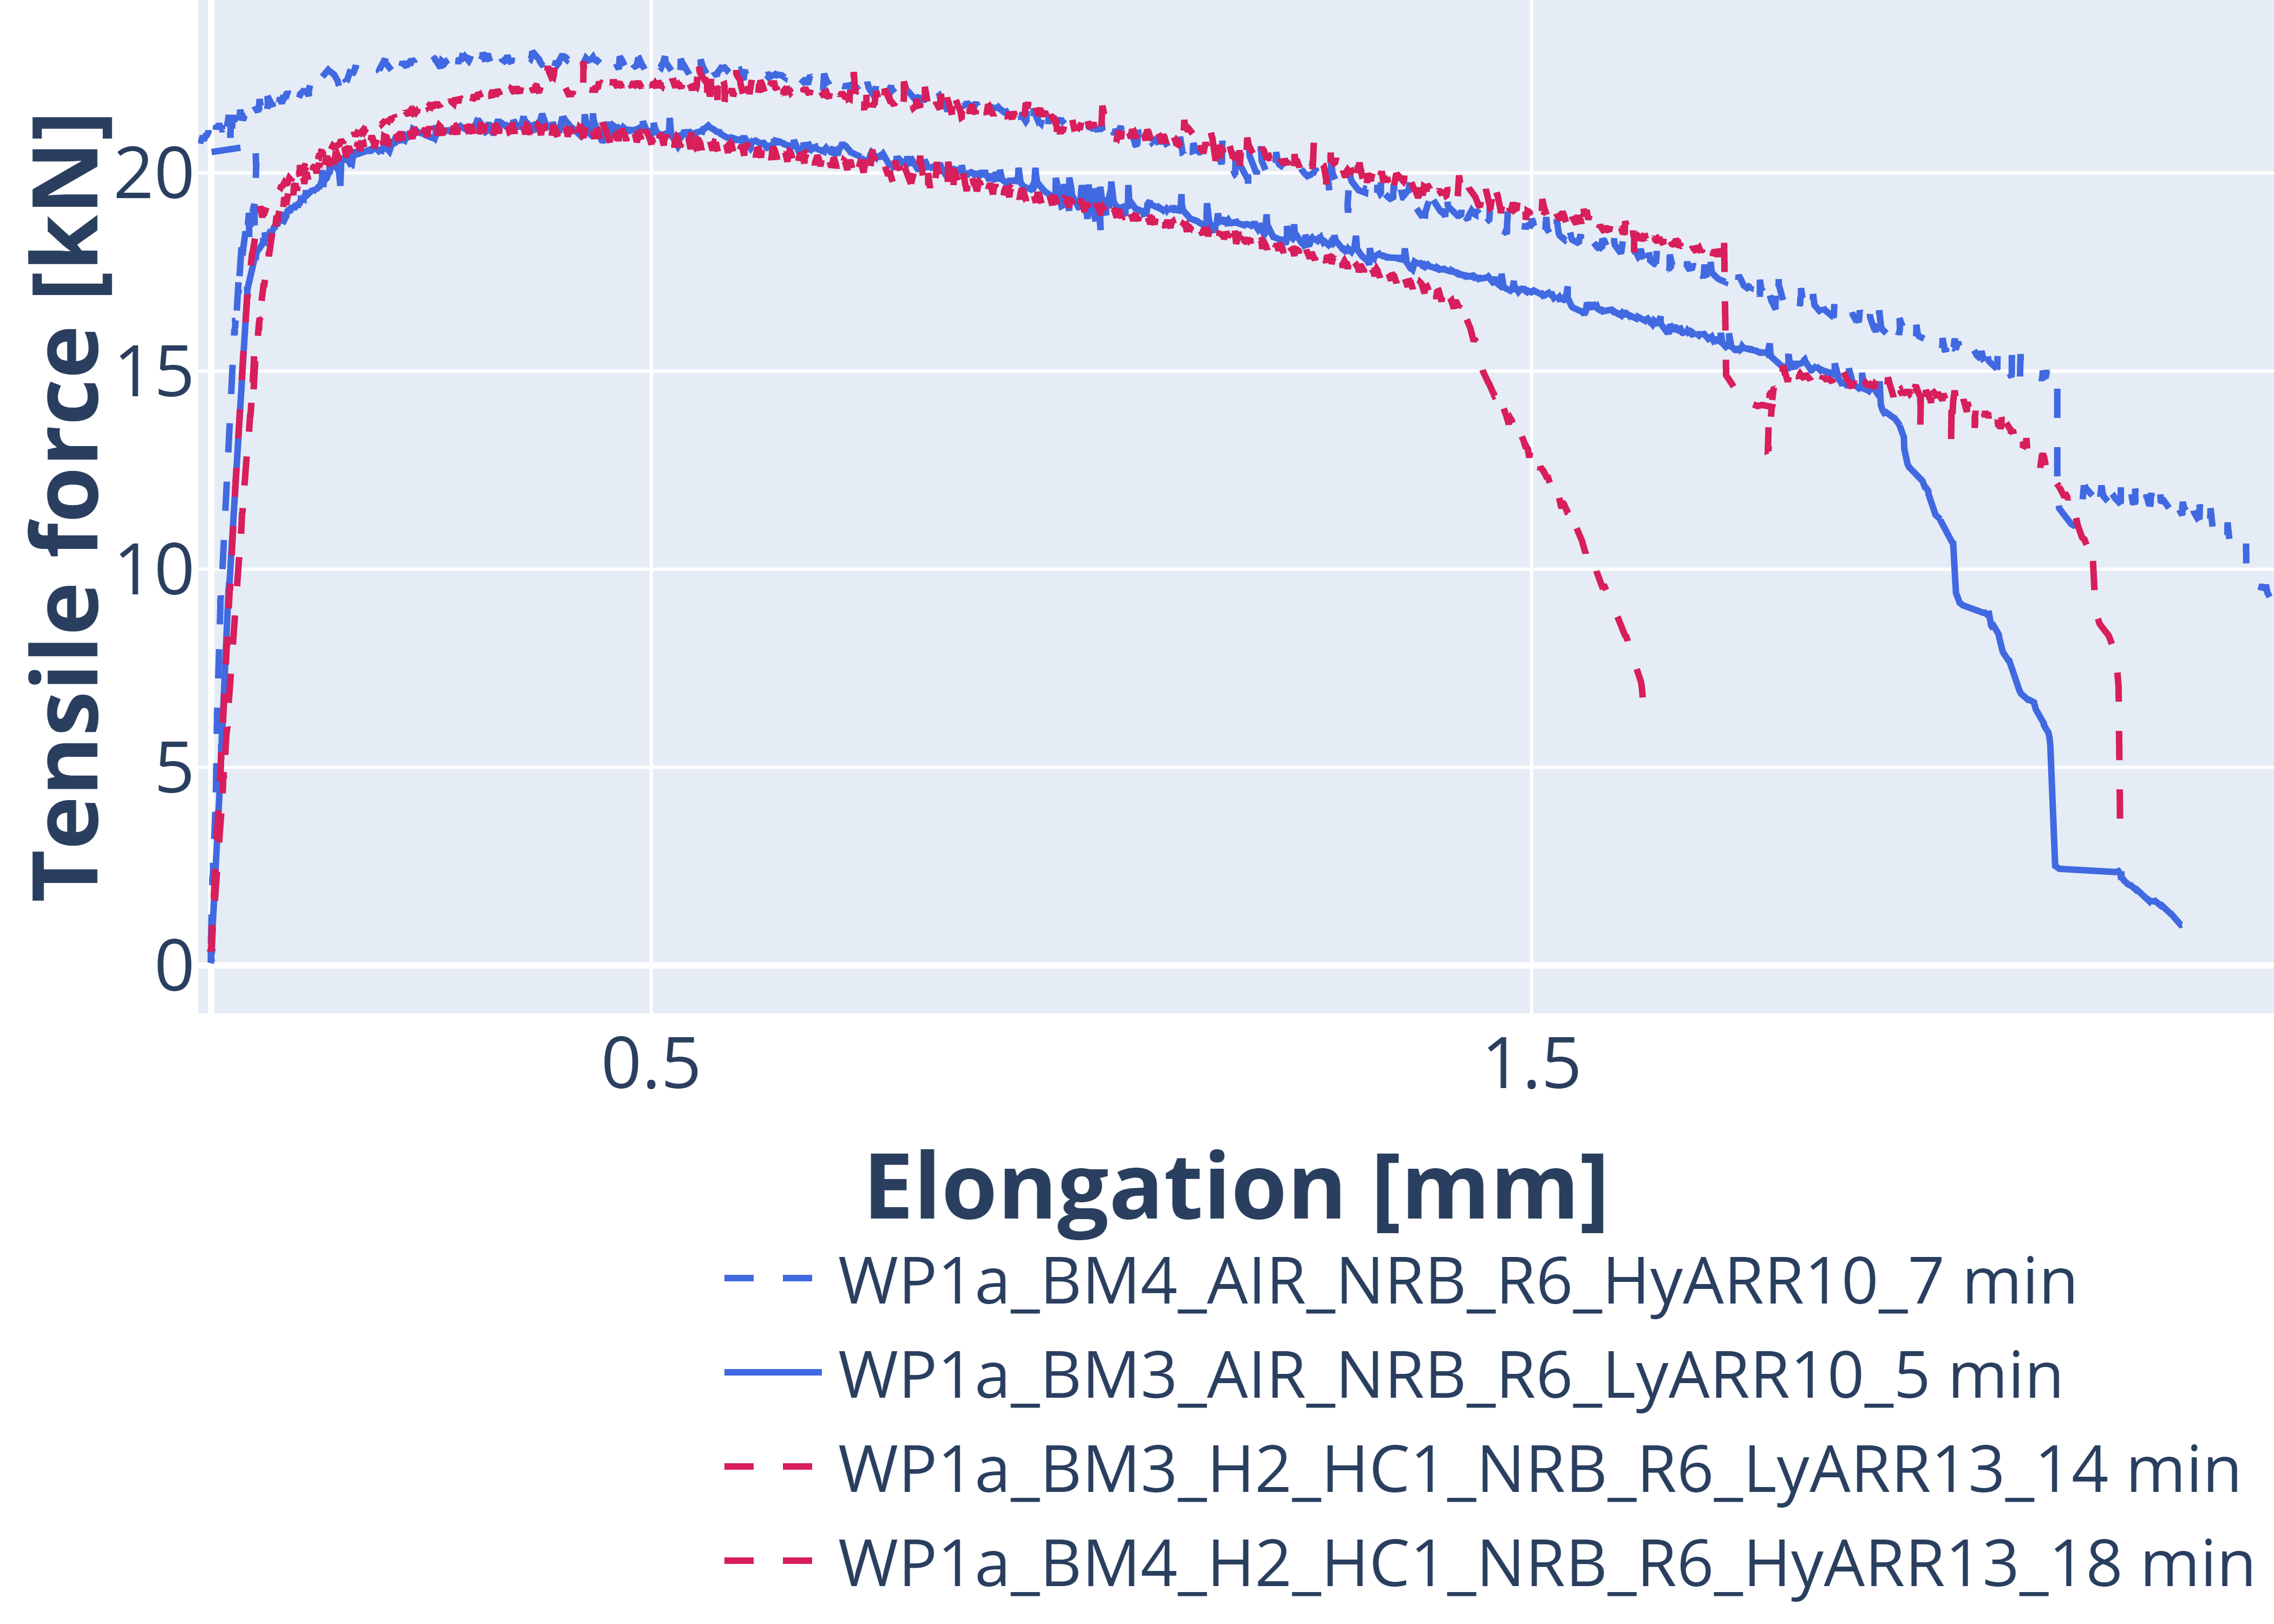 Tensile force [kN]
20
15
10
5
0
0.5
1.5
Elongation [mm]
WP1a_BM4_AIR_NRB_R6_HyARR10_7 min
WP1a_BM3_AIR_NRB_R6_LyARR10_5 min
WP1a_BM3_H2_HC1_NRB_R6_LyARR13_14 min
WP1a_BM4_H2_HC1_NRB_R6_HyARR13_18 min